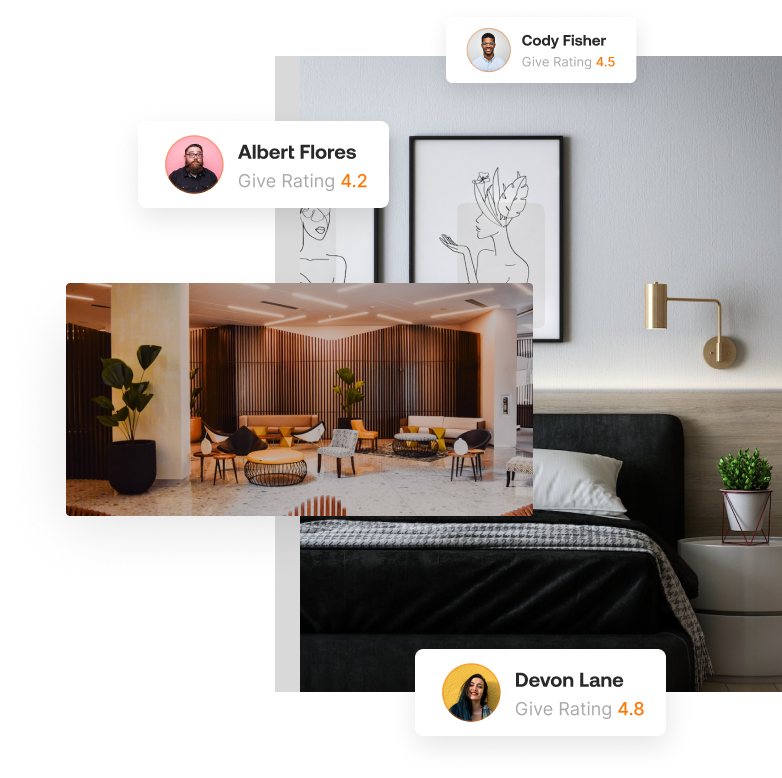 Cody Fisher
Give Rating 4.5
Albert Flores
Give Rating 4.2
Devon Lane
Give Rating 4.8